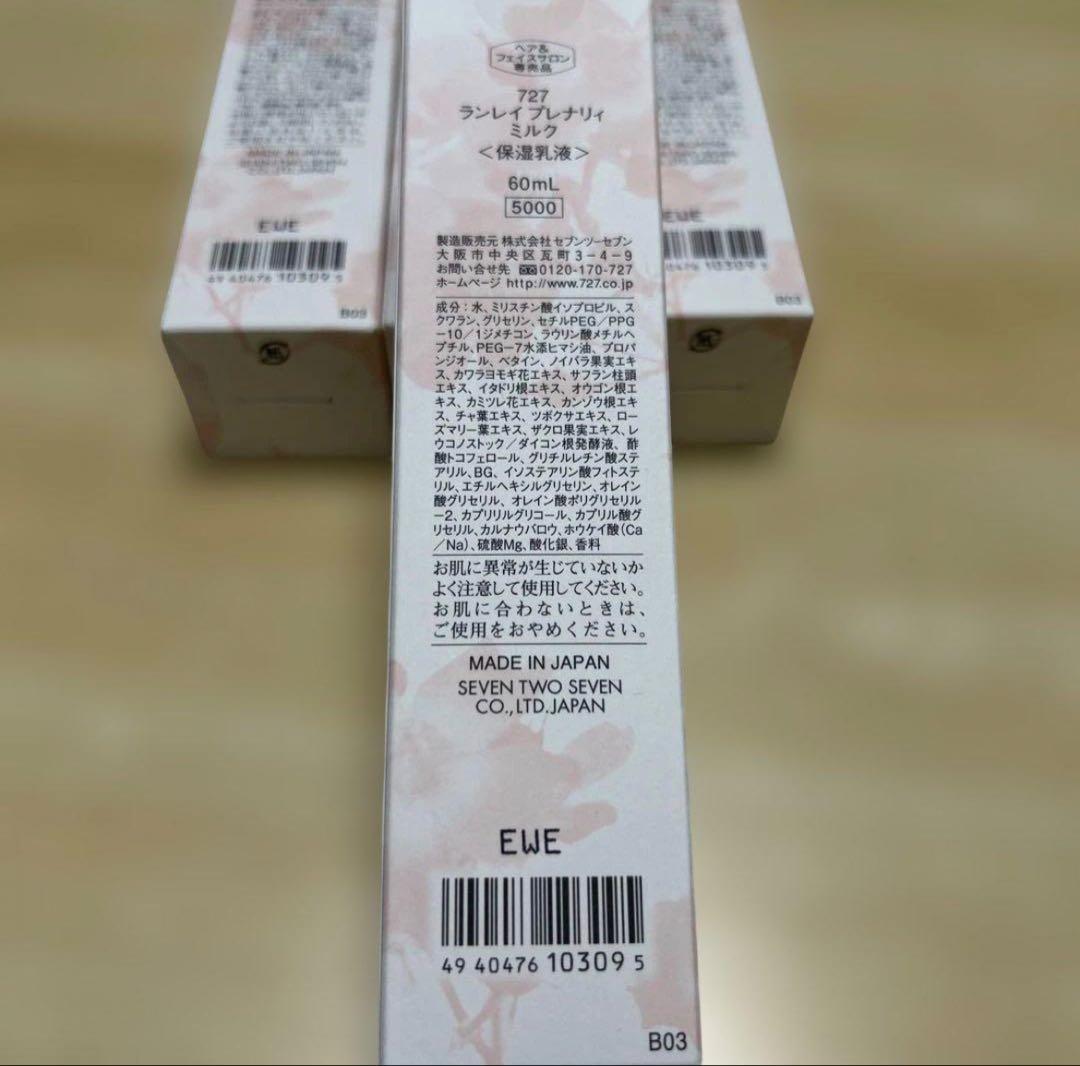 ヘア&
フェイスサロン
専売品
727
ランレイ プレナリィ
ミルク
<保湿乳液>
60mL
5000
製造販売元 株式会社 セブンツーセブン
大阪市中央区瓦町3-4-9
お問い合せ先 0120-170-727
ホームページ http://www.727.co.jp
成分:水、ミリスチン酸イソプロピル、ス
クワラン、グリセリン、セチルPEG/PPG
-10/1ジメチコン、ラウリン酸メチルヘ
プチル、PEG-7水添ヒマシ油、プロパ
ンジオール、ベタイン、ノイバラ果実エキ
ス、カワラヨモギ花エキス、サフラン柱頭
エキス、イタドリ根エキス、オウゴン根エ
キス、カミツレ花エキス、カンゾウ根エキ
ス、チャ葉エキス、ツボクサエキス、ロー
ズマリー葉エキス、ザクロ果実エキス、レ
ウコノストック/ダイコン根発酵液、酢
酸トコフェロール、グリチルレチン酸ステ
アリル、BG、イソステアリン酸フィトステ
リル、エチルヘキシルグリセリン、オレイン
酸グリセリル、オレイン酸ポリグリセリル
-2、カプリリルグリコール、カプリル酸グ
リセリル、カルナウバロウ、ホウケイ酸(Ca
/Na)、硫酸Mg、酸化銀、香料
お肌に異常が生じていないか
よく注意して使用してください。
お肌に合わないときは、
ご使用をおやめください。
MADE IN JAPAN
SEVEN TWO SEVEN
CO.,LTD.JAPAN
EWE
49 40476 10309 5
B03
MADE IN JAPAN
SEVEN TWO SEVEN
CO.,LTD.JAPAN
EWE
49 40476 10309 5
B03
EWE
10309 5
B03